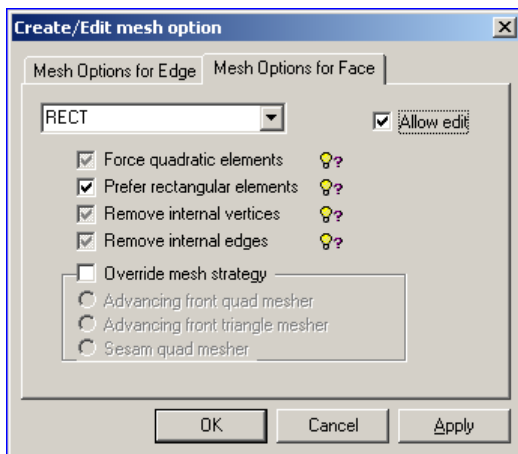 Create/Edit mesh option
Mesh Options for Edge Mesh Options for Face
RECT Allow edit
Force quadratic elements ?
Prefer rectangular elements ?
Remove internal vertices ?
Remove internal edges ?
Override mesh strategy
Advancing front quad mesher
Advancing front triangle mesher
Sesam quad mesher
OK Cancel Apply